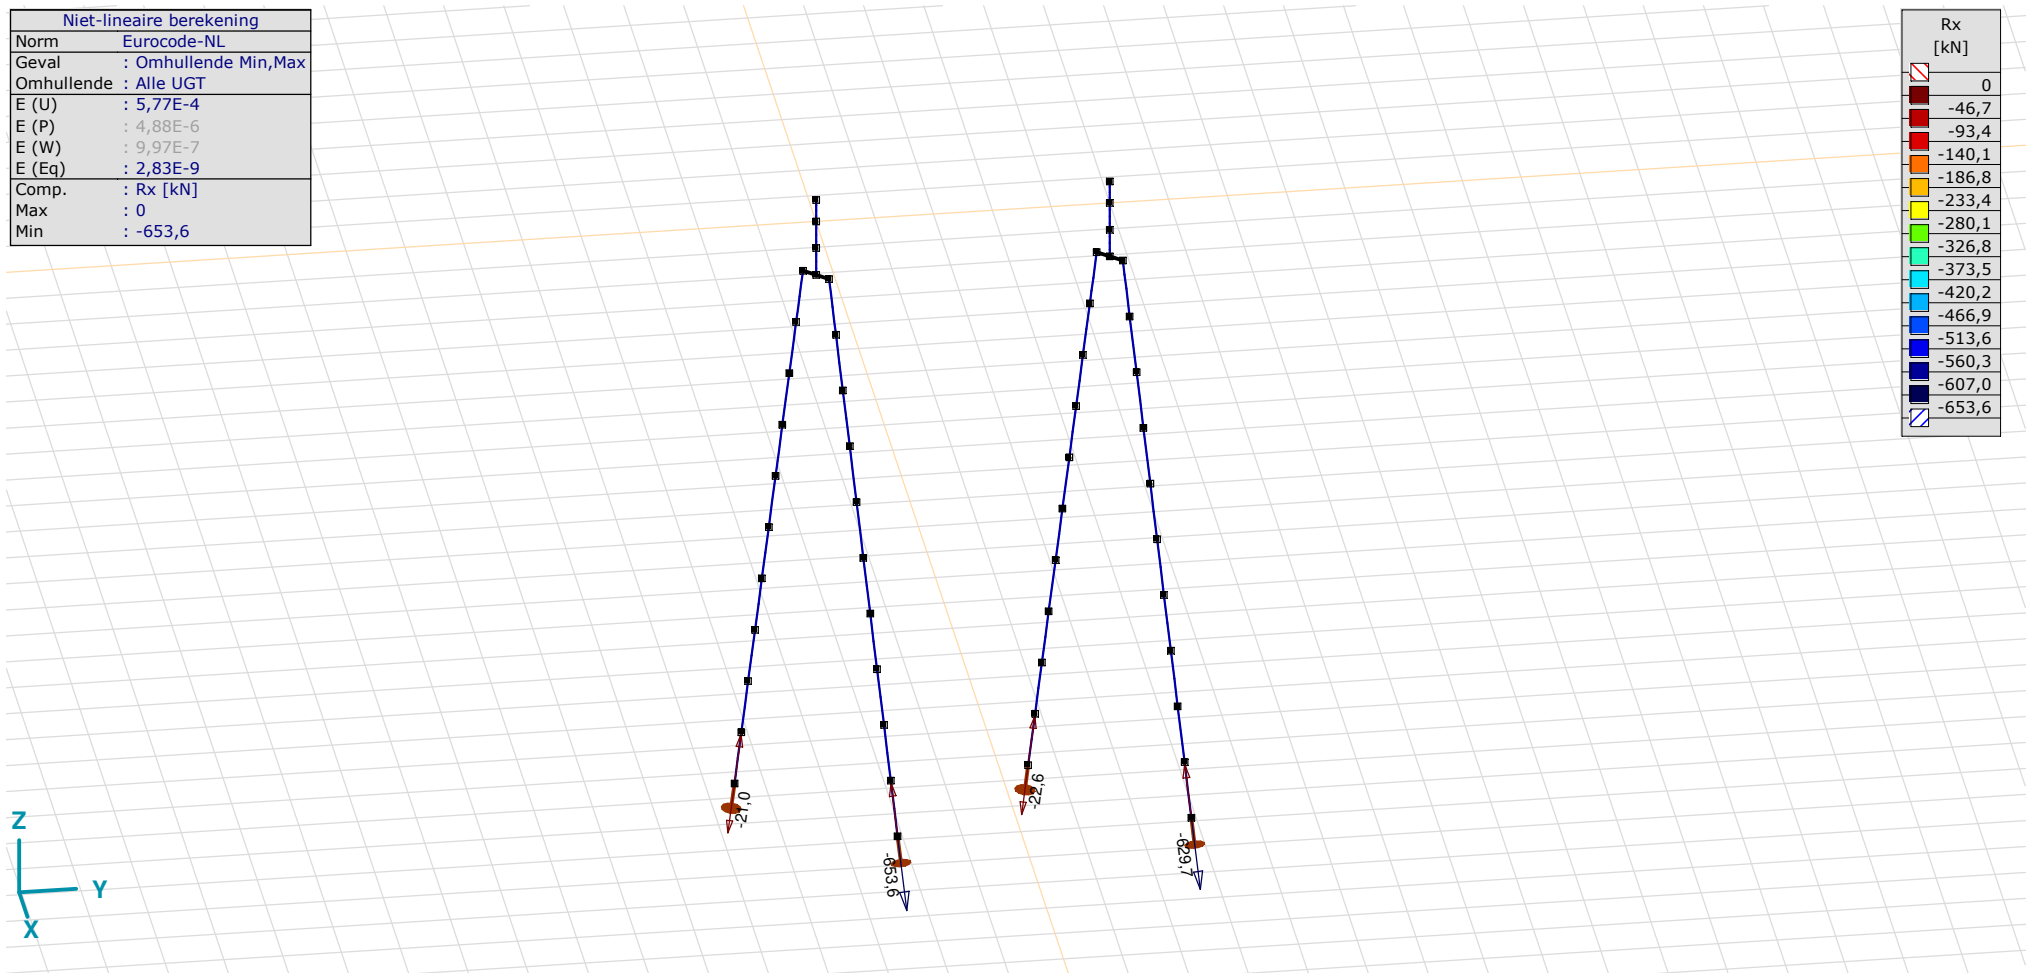 Niet-lineaire berekening
Norm Eurocode-NL
Geval : Omhullende Min,Max
Omhullende : Alle UGT
E (U) : 5,77E-4
E (P) : 4,88E-6
E (W) : 9,97E-7
E (Eq) : 2,83E-9
Comp. : Rx [kN]
Max : 0
Min : -653,6
Rx
[kN]
0
-46,7
-93,4
-140,1
-186,8
-233,4
-280,1
-326,8
-373,5
-420,2
-466,9
-513,6
-560,3
-607,0
-653,6
-21,0
-653,6
-22,6
-629,7
Z
Y
X